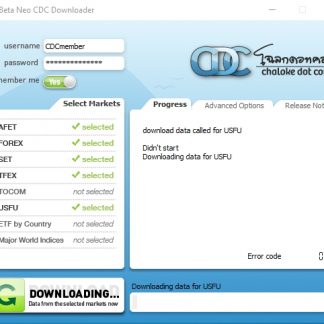 Beta Neo CDC Downloader
username CDCmember
password ***************
member me Yes
CDC โฉลกดอทคอม
chaloke dot co
Select Markets
Progress
Advanced Options
Release Not
AFET selected
FOREX selected
SET selected
TFEX selected
TOCOM not selected
USFU selected
ETF by Country not selected
Major World Indices not selected
download data called for USFU
Didn't start
Downloading data for USFU
Error code
DOWNLOADING...
Data from the selected markets now
Downloading data for USFU